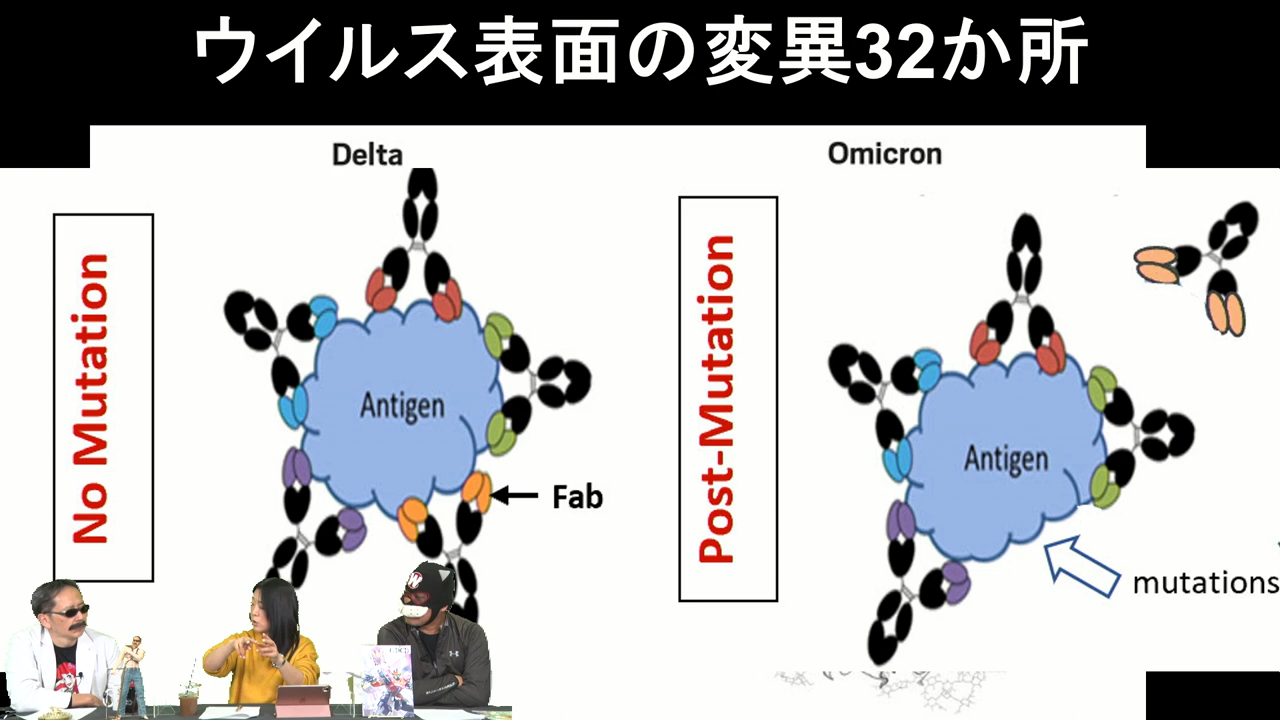 ウイルス表面の変異32か所
Delta
Omicron
No Mutation
Post-Mutation
Antigen
Antigen
Fab
mutations
W